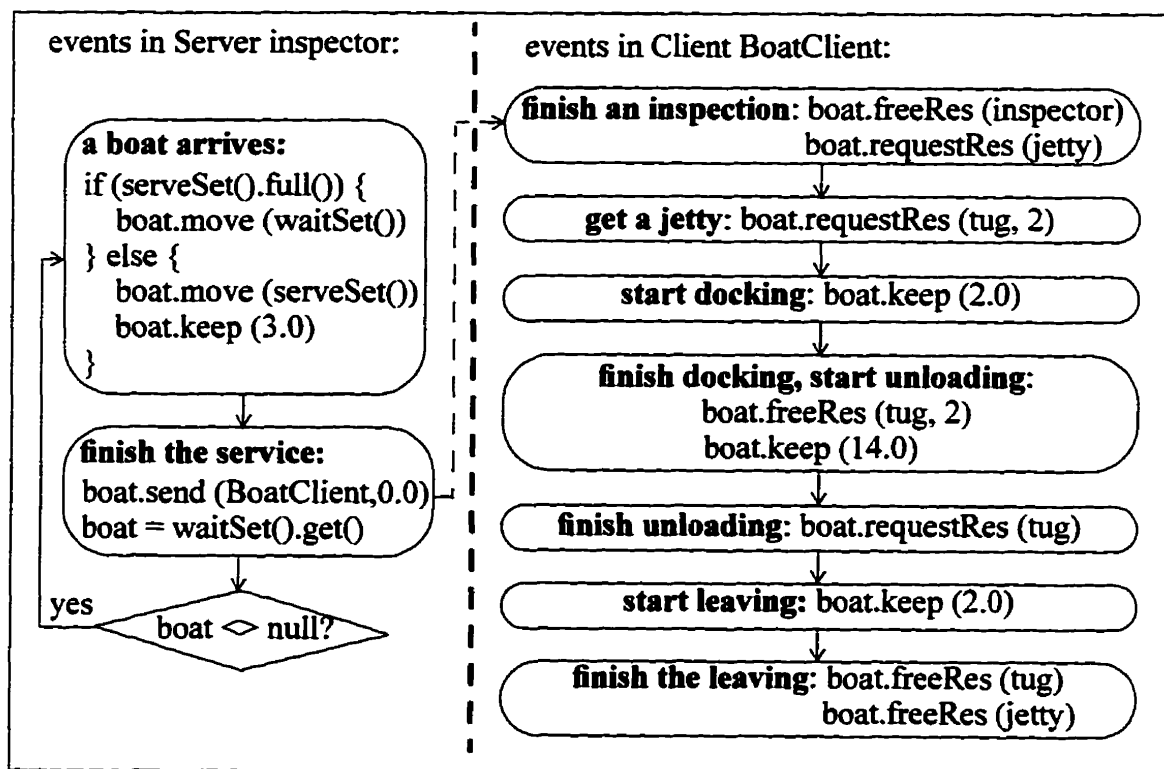 events in Server inspector:
a boat arrives:
if (serveSet().full()) {
boat.move (waitSet())
} else {
boat.move (serveSet())
boat.keep (3.0)
}
finish the service:
boat.send (BoatClient,0.0)
boat = waitSet().get()
yes
boat <> null?
events in Client BoatClient:
finish an inspection: boat.freeRes (inspector)
boat.requestRes (jetty)
get a jetty: boat.requestRes (tug, 2)
start docking: boat.keep (2.0)
finish docking, start unloading:
boat.freeRes (tug, 2)
boat.keep (14.0)
finish unloading: boat.requestRes (tug)
start leaving: boat.keep (2.0)
finish the leaving: boat.freeRes (tug)
boat.freeRes (jetty)